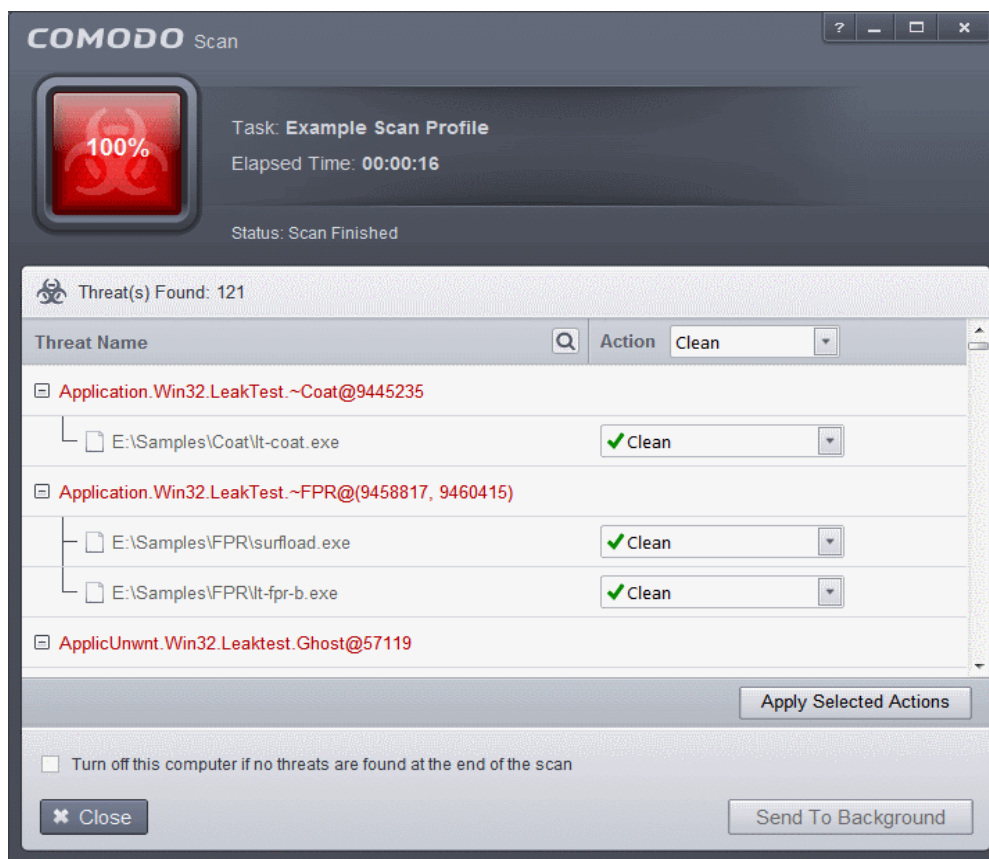 COMODO Scan
?
100%
Task: Example Scan Profile
Elapsed Time: 00:00:16
Status: Scan Finished
Threat(s) Found: 121
Threat Name Action Clean
Application.Win32.LeakTest.~Coat@9445235
E:\Samples\Coat\lt-coat.exe Clean
Application.Win32.LeakTest.~FPR@(9458817, 9460415)
E:\Samples\FPR\surfload.exe Clean
E:\Samples\FPR\lt-fpr-b.exe Clean
ApplicUnwnt.Win32.Leaktest.Ghost@57119
Apply Selected Actions
Turn off this computer if no threats are found at the end of the scan
Close Send To Background